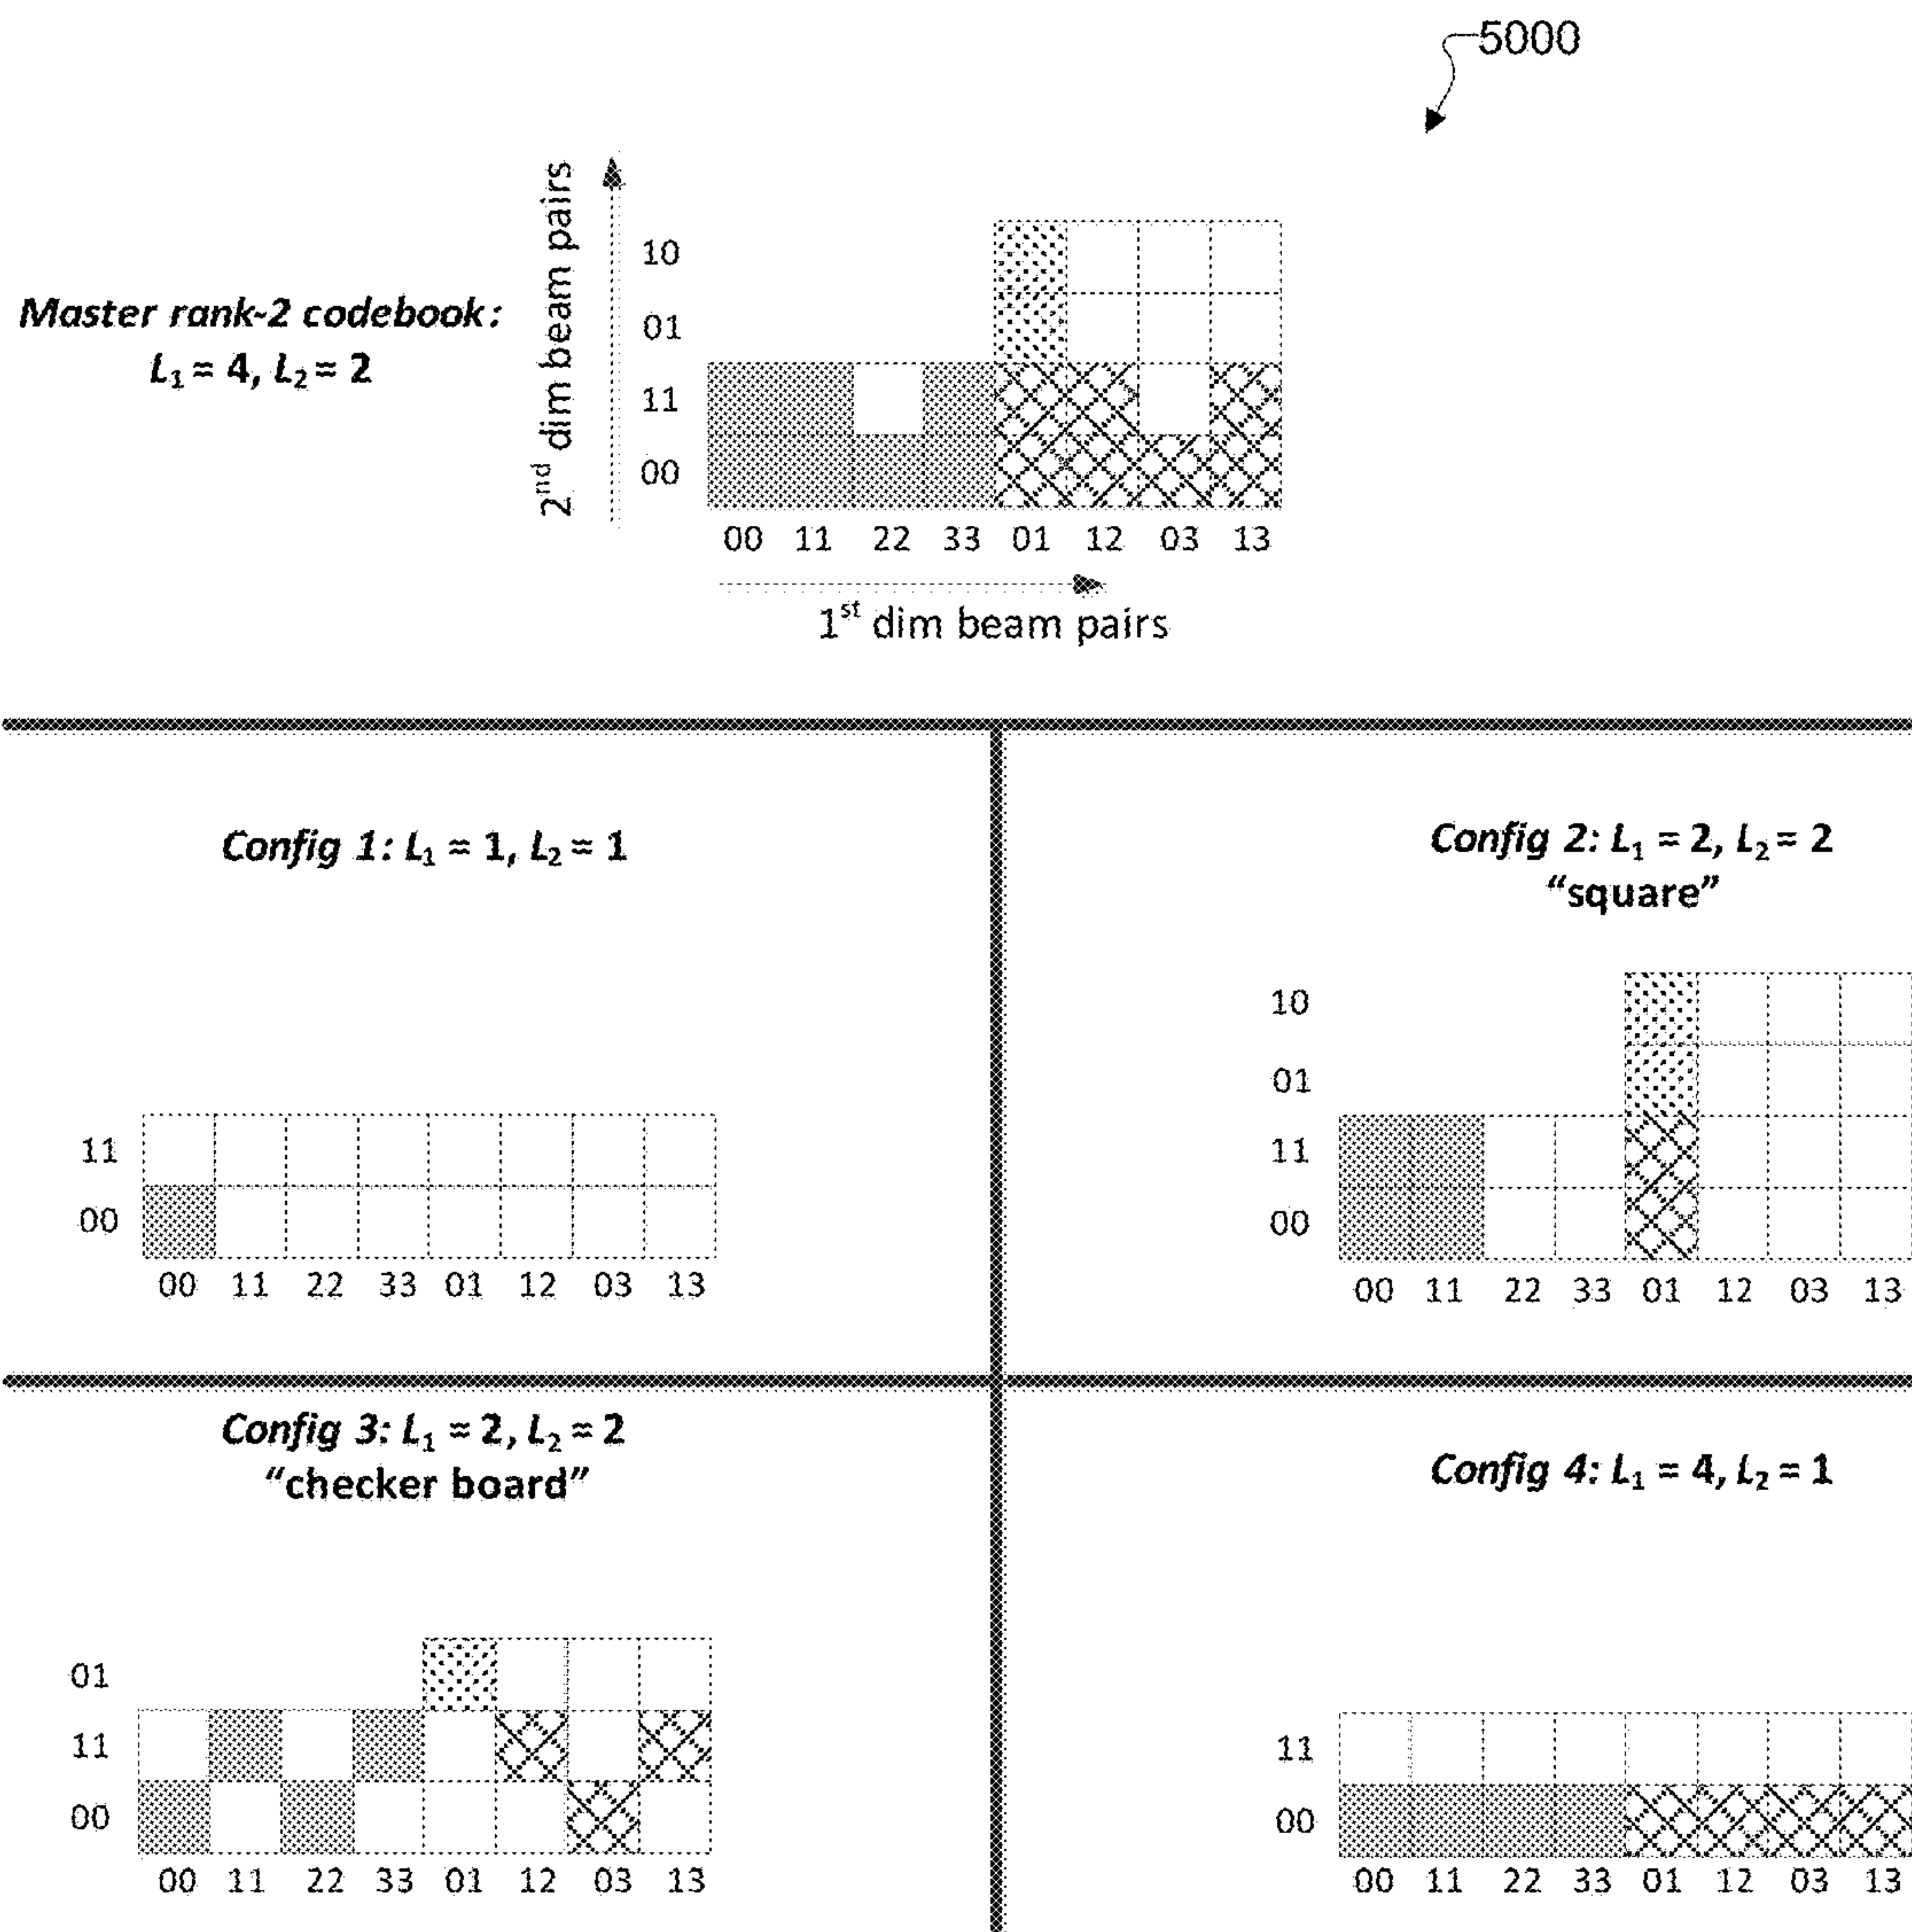 5000
Master rank-2 codebook:
L₁ = 4, L₂ = 2
2nd dim beam pairs
10
01
11
00
00 11 22 33 01 12 03 13
1st dim beam pairs
Config 1: L₁ = 1, L₂ = 1
11
00
00 11 22 33 01 12 03 13
Config 2: L₁ = 2, L₂ = 2
“square”
10
01
11
00
00 11 22 33 01 12 03 13
Config 3: L₁ = 2, L₂ = 2
“checker board”
01
11
00
00 11 22 33 01 12 03 13
Config 4: L₁ = 4, L₂ = 1
11
00
00 11 22 33 01 12 03 13